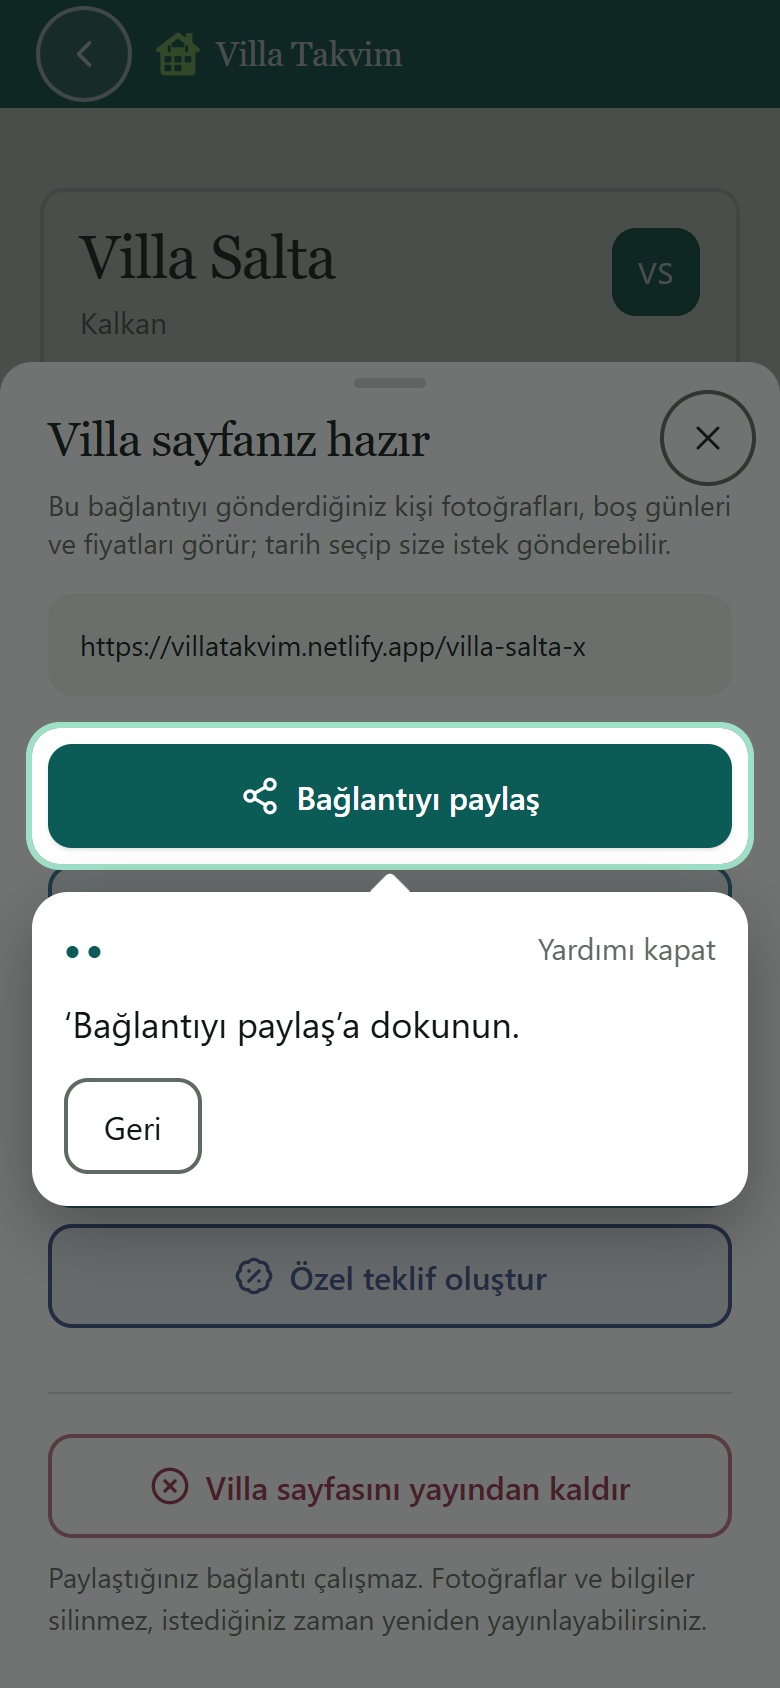 Villa Takvim
Villa Salta
VS
Kalkan
Villa sayfanız hazır
Bu bağlantıyı gönderdiğiniz kişi fotoğrafları, boş günleri
ve fiyatları görür; tarih seçip size istek gönderebilir.
https://villatakvim.netlify.app/villa-salta-x
Bağlantıyı paylaş
Yardımı kapat
‘Bağlantıyı paylaş’a dokunun.
Geri
Özel teklif oluştur
Villa sayfasını yayından kaldır
Paylaştığınız bağlantı çalışmaz. Fotoğraflar ve bilgiler
silinmez, istediğiniz zaman yeniden yayınlayabilirsiniz.